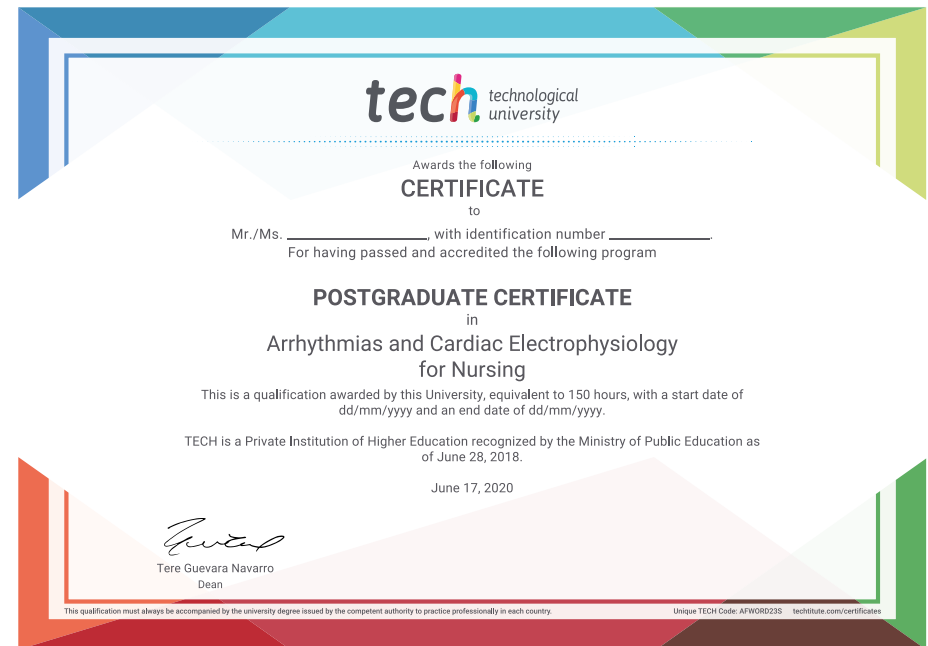 tech technological
university
Awards the following
CERTIFICATE
to
Mr./Ms. ____________________, with identification number ______________.
For having passed and accredited the following program
POSTGRADUATE CERTIFICATE
in
Arrhythmias and Cardiac Electrophysiology
for Nursing
This is a qualification awarded by this University, equivalent to 150 hours, with a start date of
dd/mm/yyyy and an end date of dd/mm/yyyy.
TECH is a Private Institution of Higher Education recognized by the Ministry of Public Education as
of June 28, 2018.
June 17, 2020
Tere Guevara Navarro
Dean
This qualification must always be accompanied by the university degree issued by the competent authority to practice professionally in each country. Unique TECH Code: AFWORD23S techtitute.com/certificates